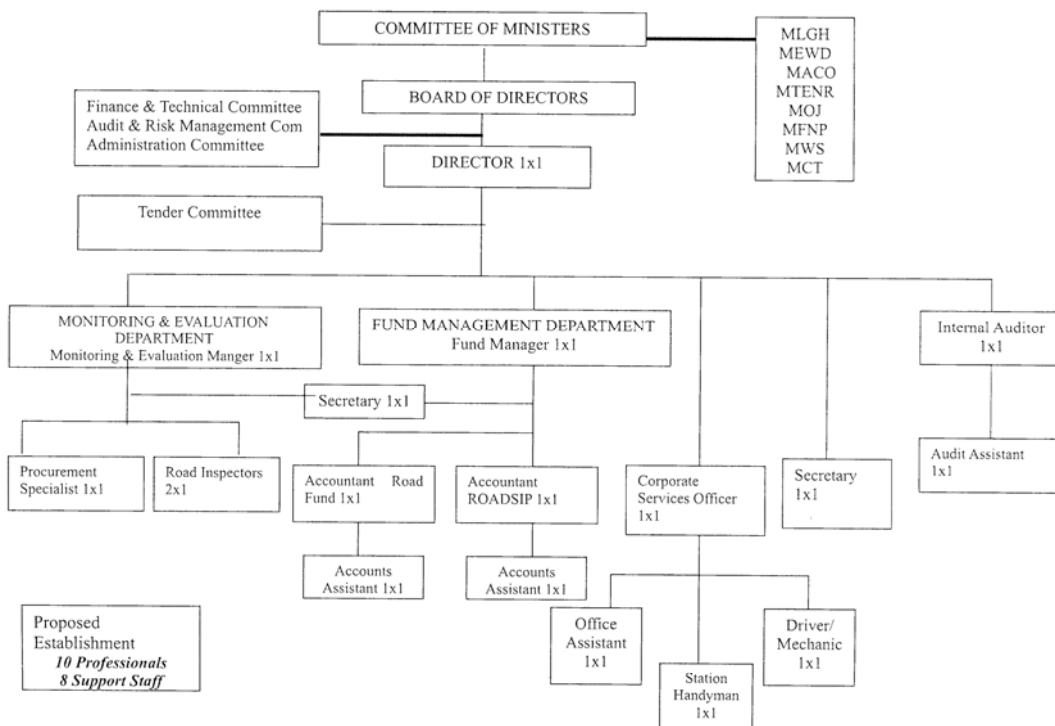 COMMITTEE OF MINISTERS
MLGH
MEWD
MACO
MTENR
MOJ
MFNP
MWS
MCT
BOARD OF DIRECTORS
Finance & Technical Committee
Audit & Risk Management Com
Administration Committee
DIRECTOR 1x1
Tender Committee
MONITORING & EVALUATION
DEPARTMENT
Monitoring & Evaluation Manger 1x1
FUND MANAGEMENT DEPARTMENT
Fund Manager 1x1
Internal Auditor
1x1
Secretary 1x1
Procurement
Specialist 1x1
Road Inspectors
2x1
Accountant Road
Fund 1x1
Accountant
ROADSIP 1x1
Corporate
Services Officer
1x1
Secretary
1x1
Audit Assistant
1x1
Accounts
Assistant 1x1
Accounts
Assistant 1x1
Office
Assistant
1x1
Station
Handyman
1x1
Driver/
Mechanic
1x1
Proposed
Establishment
10 Professionals
8 Support Staff